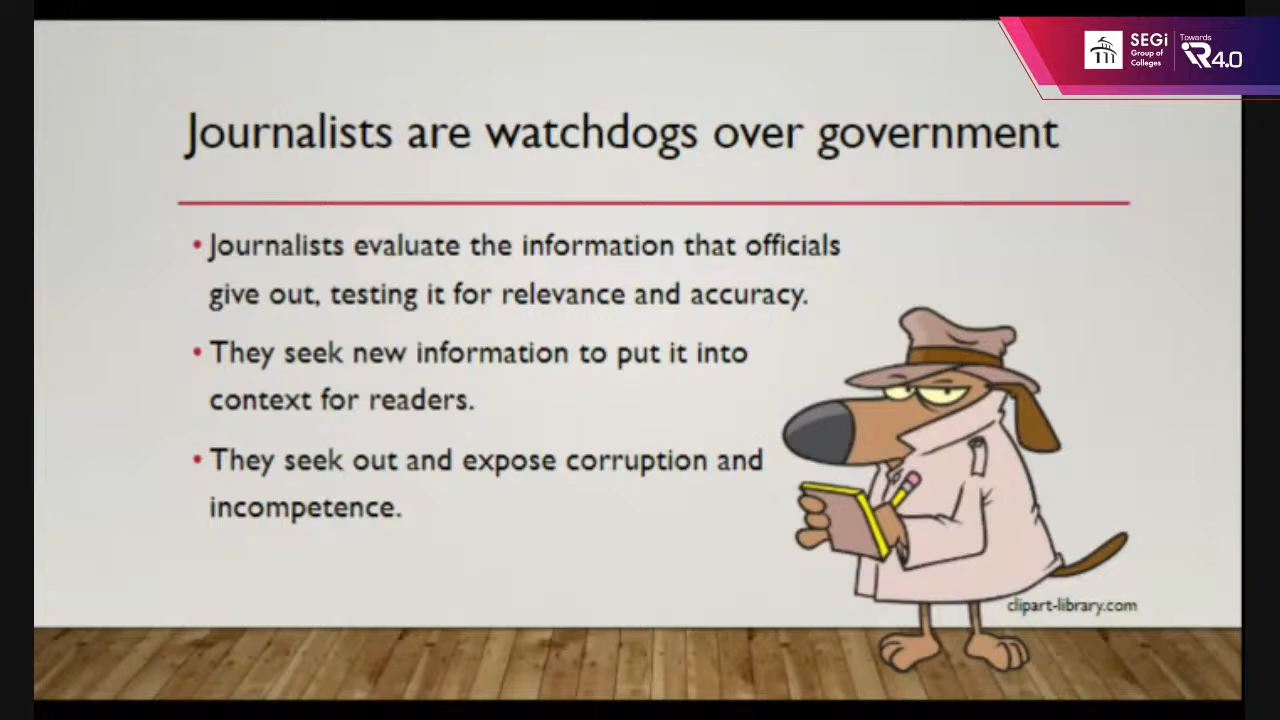 SEGi
Group of
Colleges
Towards
iR4.0
Journalists are watchdogs over government
• Journalists evaluate the information that officials
give out, testing it for relevance and accuracy.
• They seek new information to put it into
context for readers.
• They seek out and expose corruption and
incompetence.
clipart-library.com